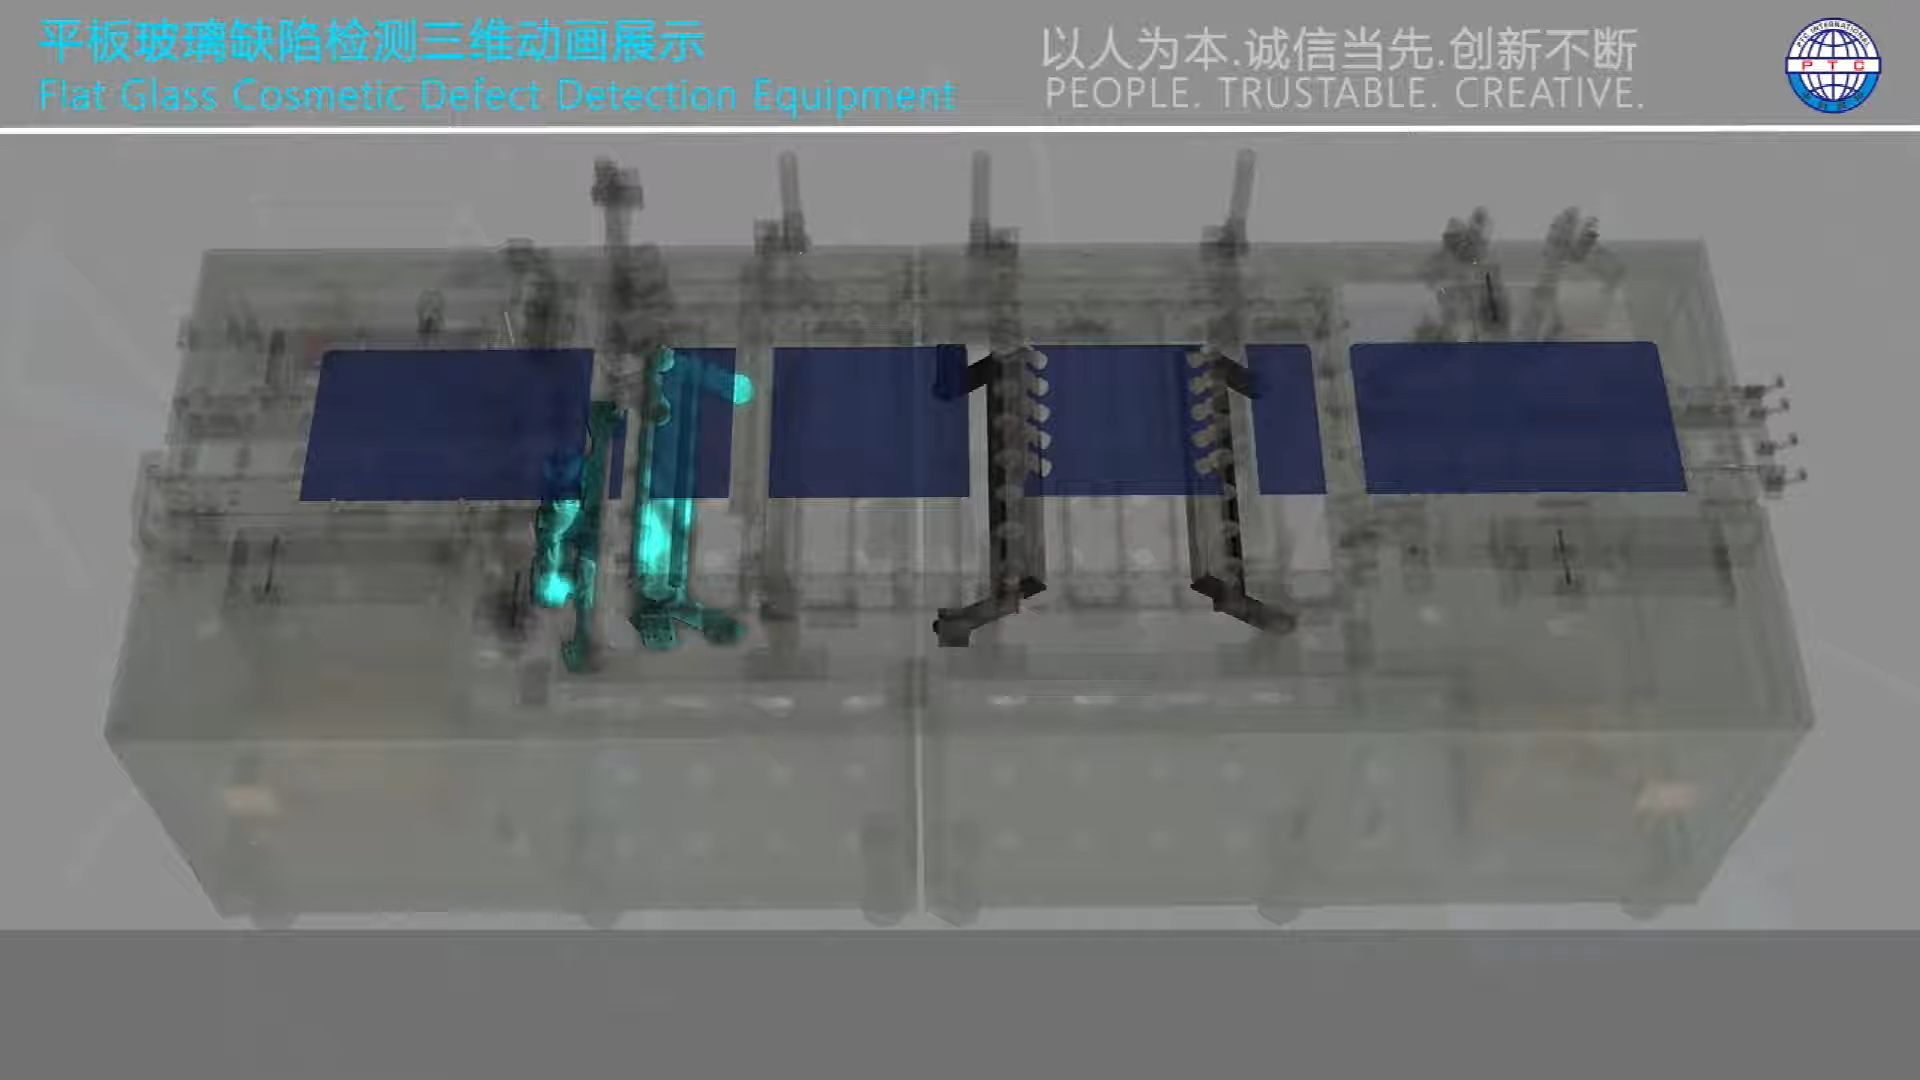 平板玻璃缺陷检测三维动画展示
Flat Glass Cosmetic Defect Detection Equipment
以人为本.诚信当先.创新不断
PEOPLE. TRUSTABLE. CREATIVE.
PTC INTERNATIONAL
P T C